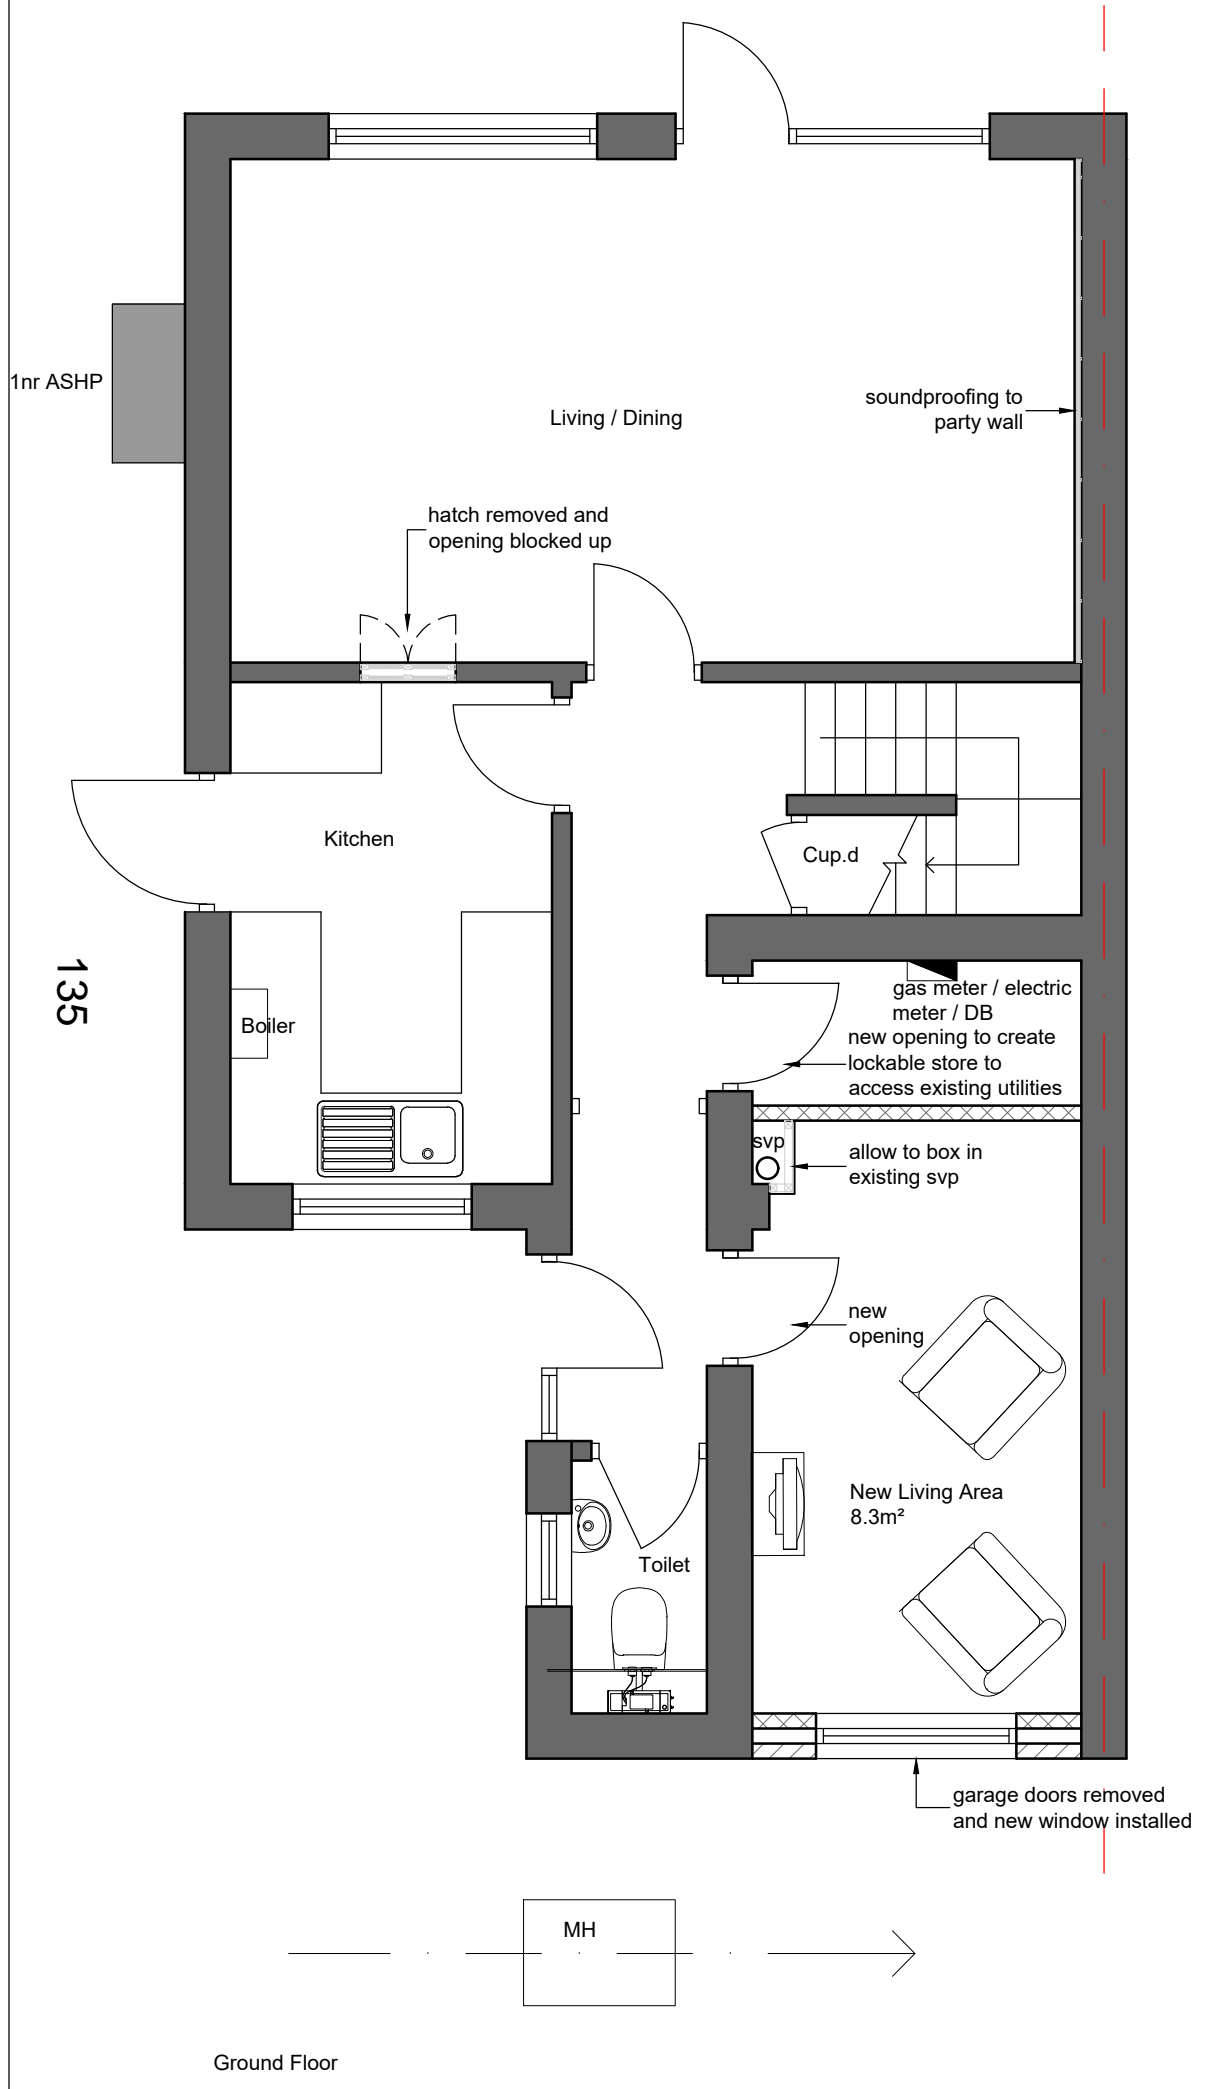 1nr ASHP
Living / Dining
soundproofing to
party wall
hatch removed and
opening blocked up
Kitchen
Cup.d
135
Boiler
gas meter / electric
meter / DB
new opening to create
lockable store to
access existing utilities
svp
allow to box in
existing svp
new
opening
New Living Area
8.3m²
Toilet
garage doors removed
and new window installed
MH
Ground Floor